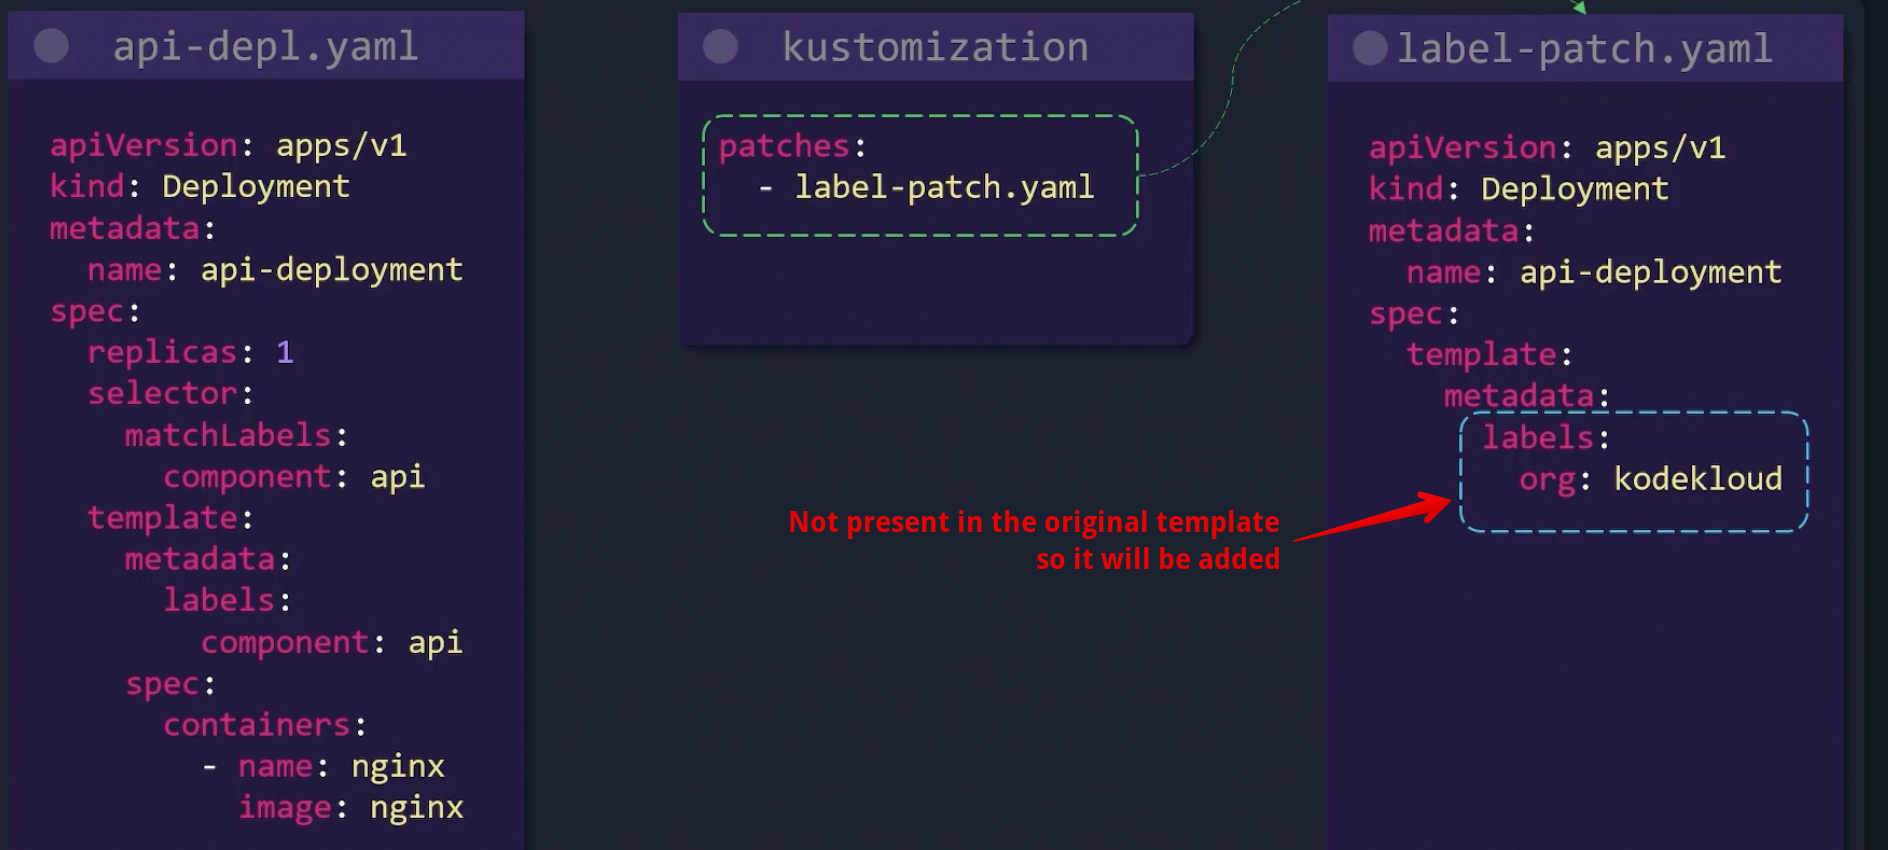 api-depl.yaml
apiVersion: apps/v1
kind: Deployment
metadata:
  name: api-deployment
spec:
  replicas: 1
  selector:
    matchLabels:
      component: api
  template:
    metadata:
      labels:
        component: api
    spec:
      containers:
        - name: nginx
          image: nginx
kustomization
patches:
  - label-patch.yaml
label-patch.yaml
apiVersion: apps/v1
kind: Deployment
metadata:
  name: api-deployment
spec:
  template:
    metadata:
      labels:
        org: kodekloud
Not present in the original template
so it will be added